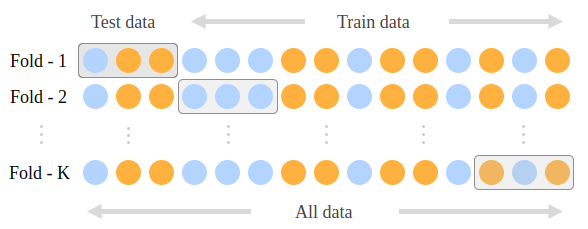 Test data
Train data
Fold - 1
Fold - 2
Fold - K
All data